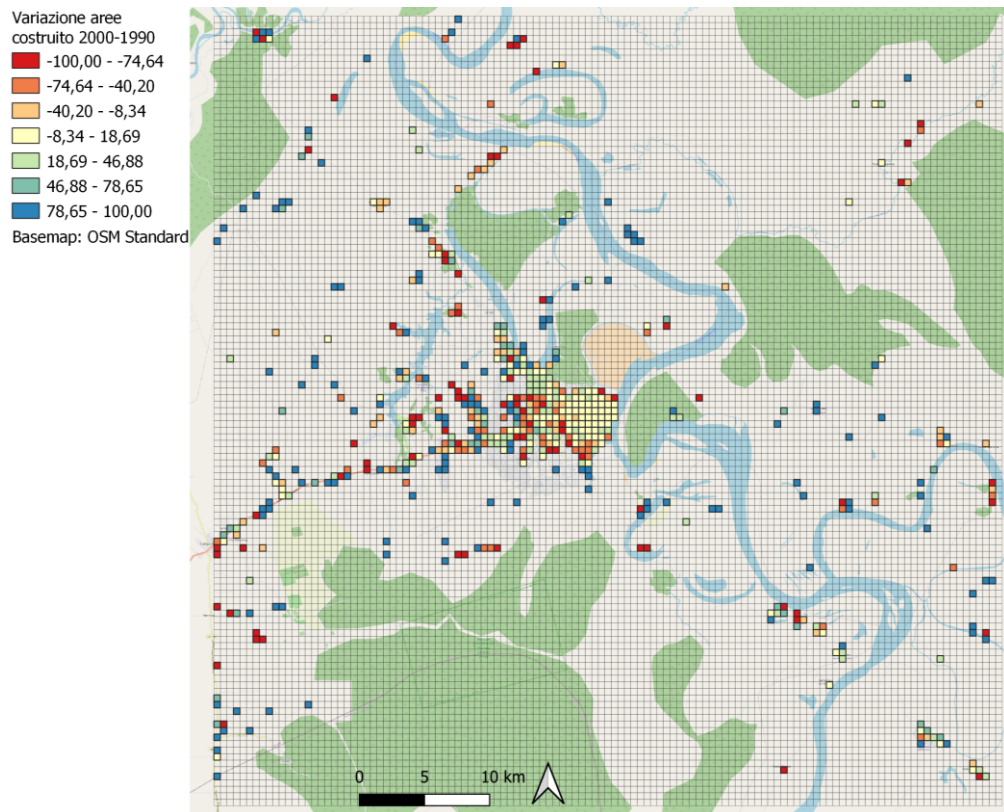 Variazione aree
costruito 2000-1990
-100,00 - -74,64
-74,64 - -40,20
-40,20 - -8,34
-8,34 - 18,69
18,69 - 46,88
46,88 - 78,65
78,65 - 100,00
Basemap: OSM Standard
0 5 10 km